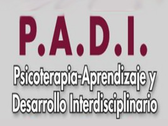 P.A.D.I.
Psicoterapia-Aprendizaje y
Desarrollo Interdisciplinario